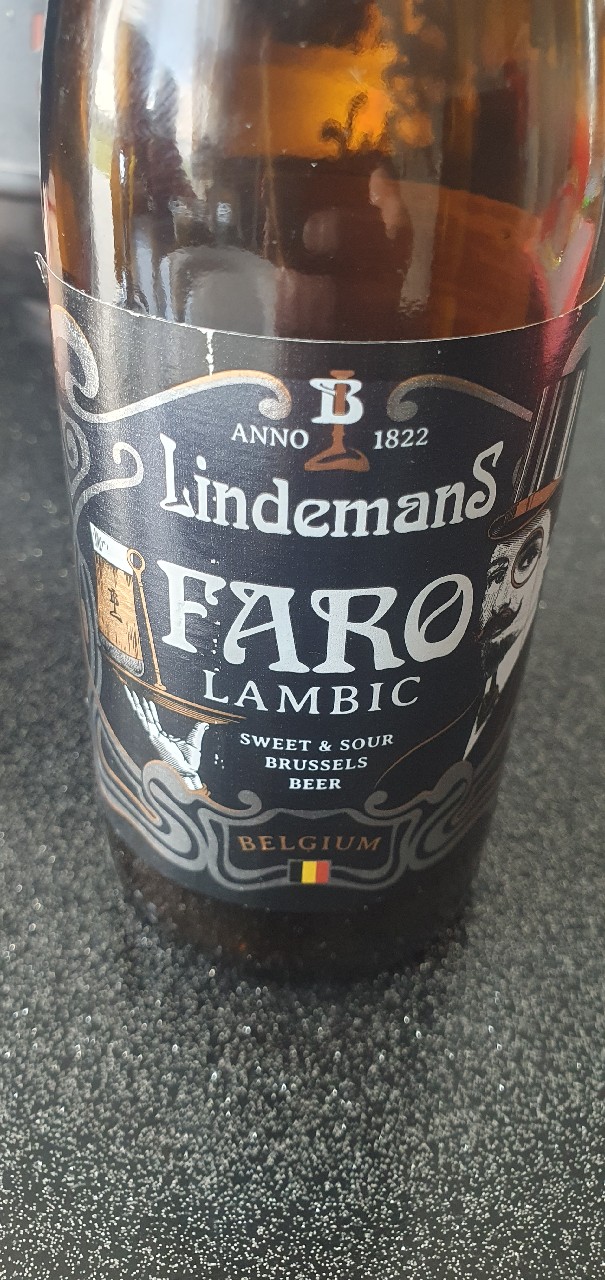 B
ANNO 1822
Lindemans
FARO
LAMBIC
SWEET & SOUR
BRUSSELS
BEER
BELGIUM